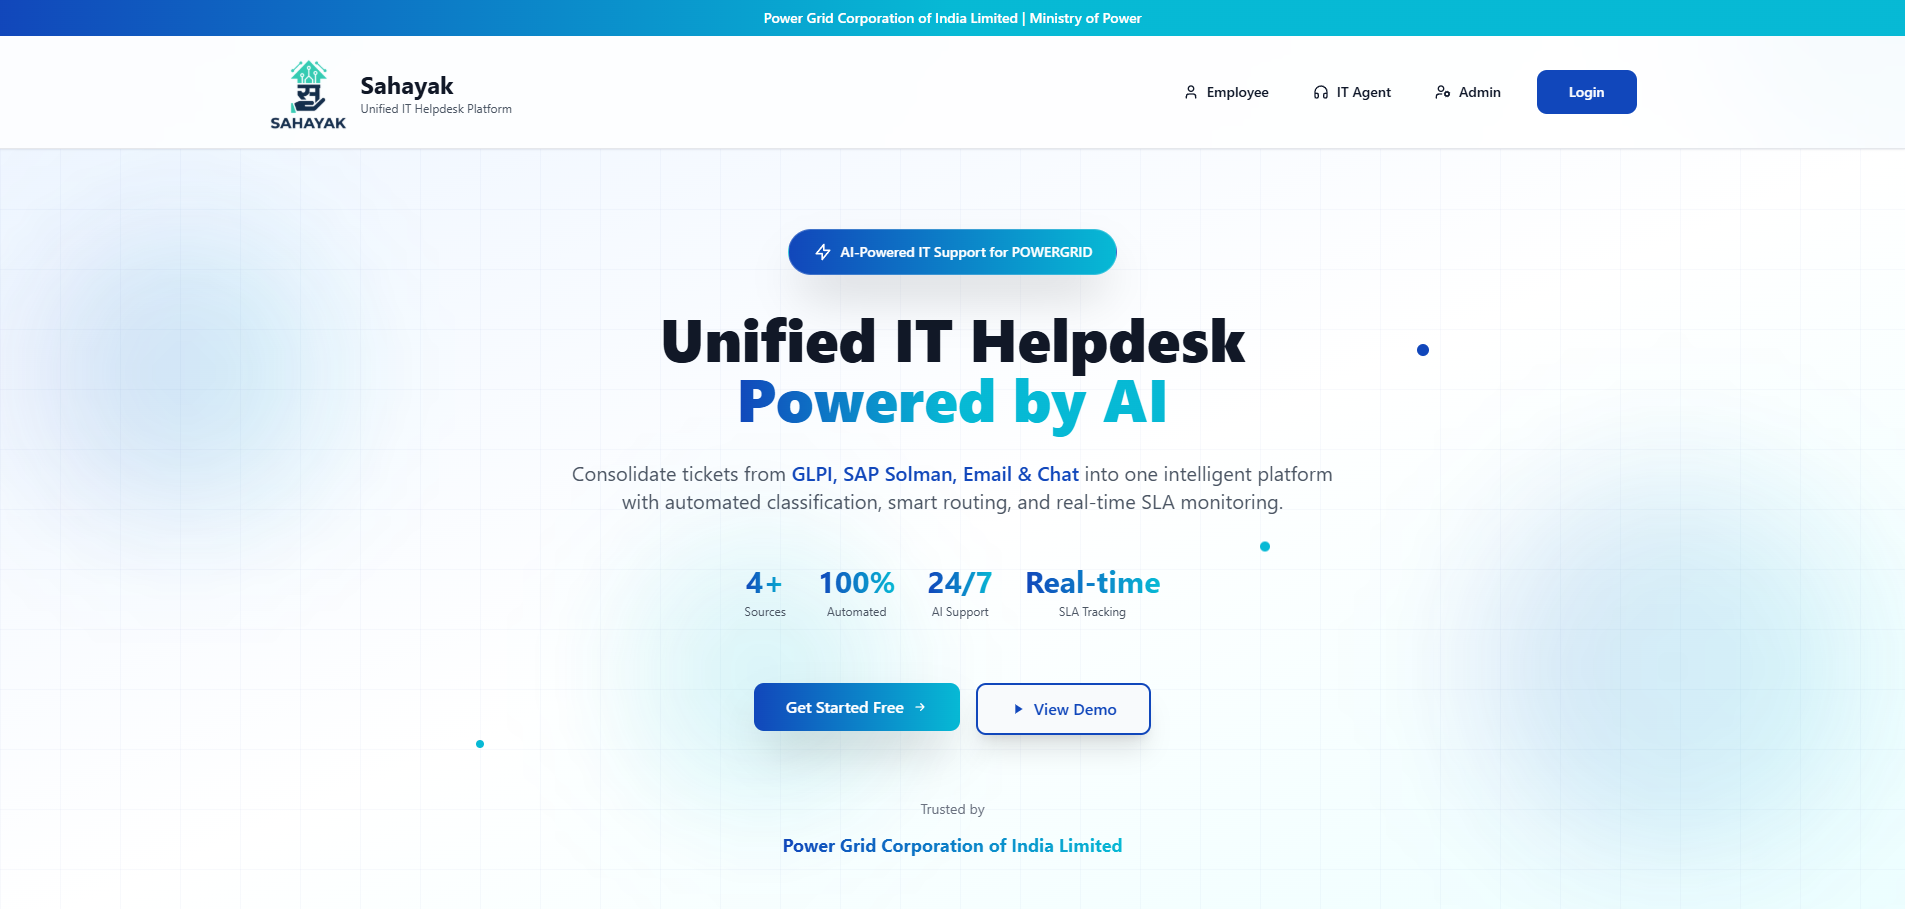 Power Grid Corporation of India Limited | Ministry of Power
स
SAHAYAK
Sahayak
Unified IT Helpdesk Platform
Employee
IT Agent
Admin
Login
AI-Powered IT Support for POWERGRID
Unified IT Helpdesk
Powered by AI
Consolidate tickets from GLPI, SAP Solman, Email & Chat into one intelligent platform
with automated classification, smart routing, and real-time SLA monitoring.
4+ 100% 24/7 Real-time
Sources Automated AI Support SLA Tracking
Get Started Free →
View Demo
Trusted by
Power Grid Corporation of India Limited